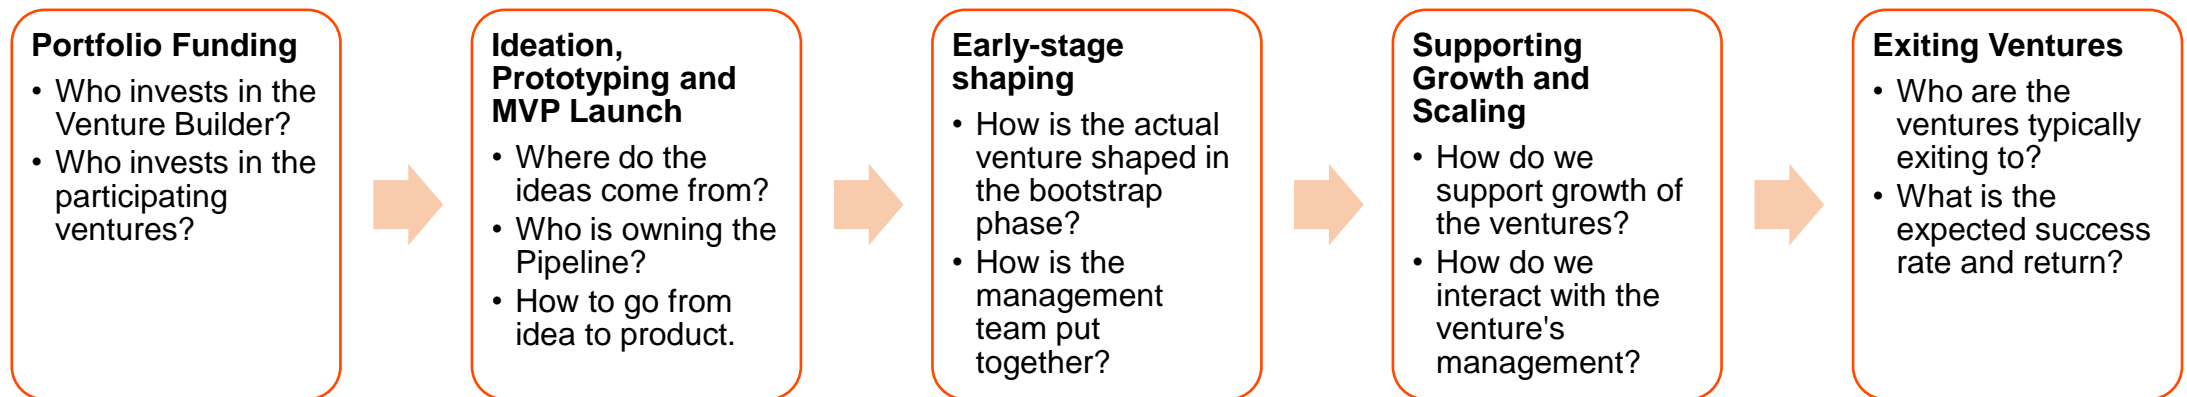 Portfolio Funding
• Who invests in the
Venture Builder?
• Who invests in the
participating
ventures?
Ideation,
Prototyping and
MVP Launch
• Where do the
ideas come from?
• Who is owning the
Pipeline?
• How to go from
idea to product.
Early-stage
shaping
• How is the actual
venture shaped in
the bootstrap
phase?
• How is the
management
team put
together?
Supporting
Growth and
Scaling
• How do we
support growth of
the ventures?
• How do we
interact with the
venture's
management?
Exiting Ventures
• Who are the
ventures typically
exiting to?
• What is the
expected success
rate and return?